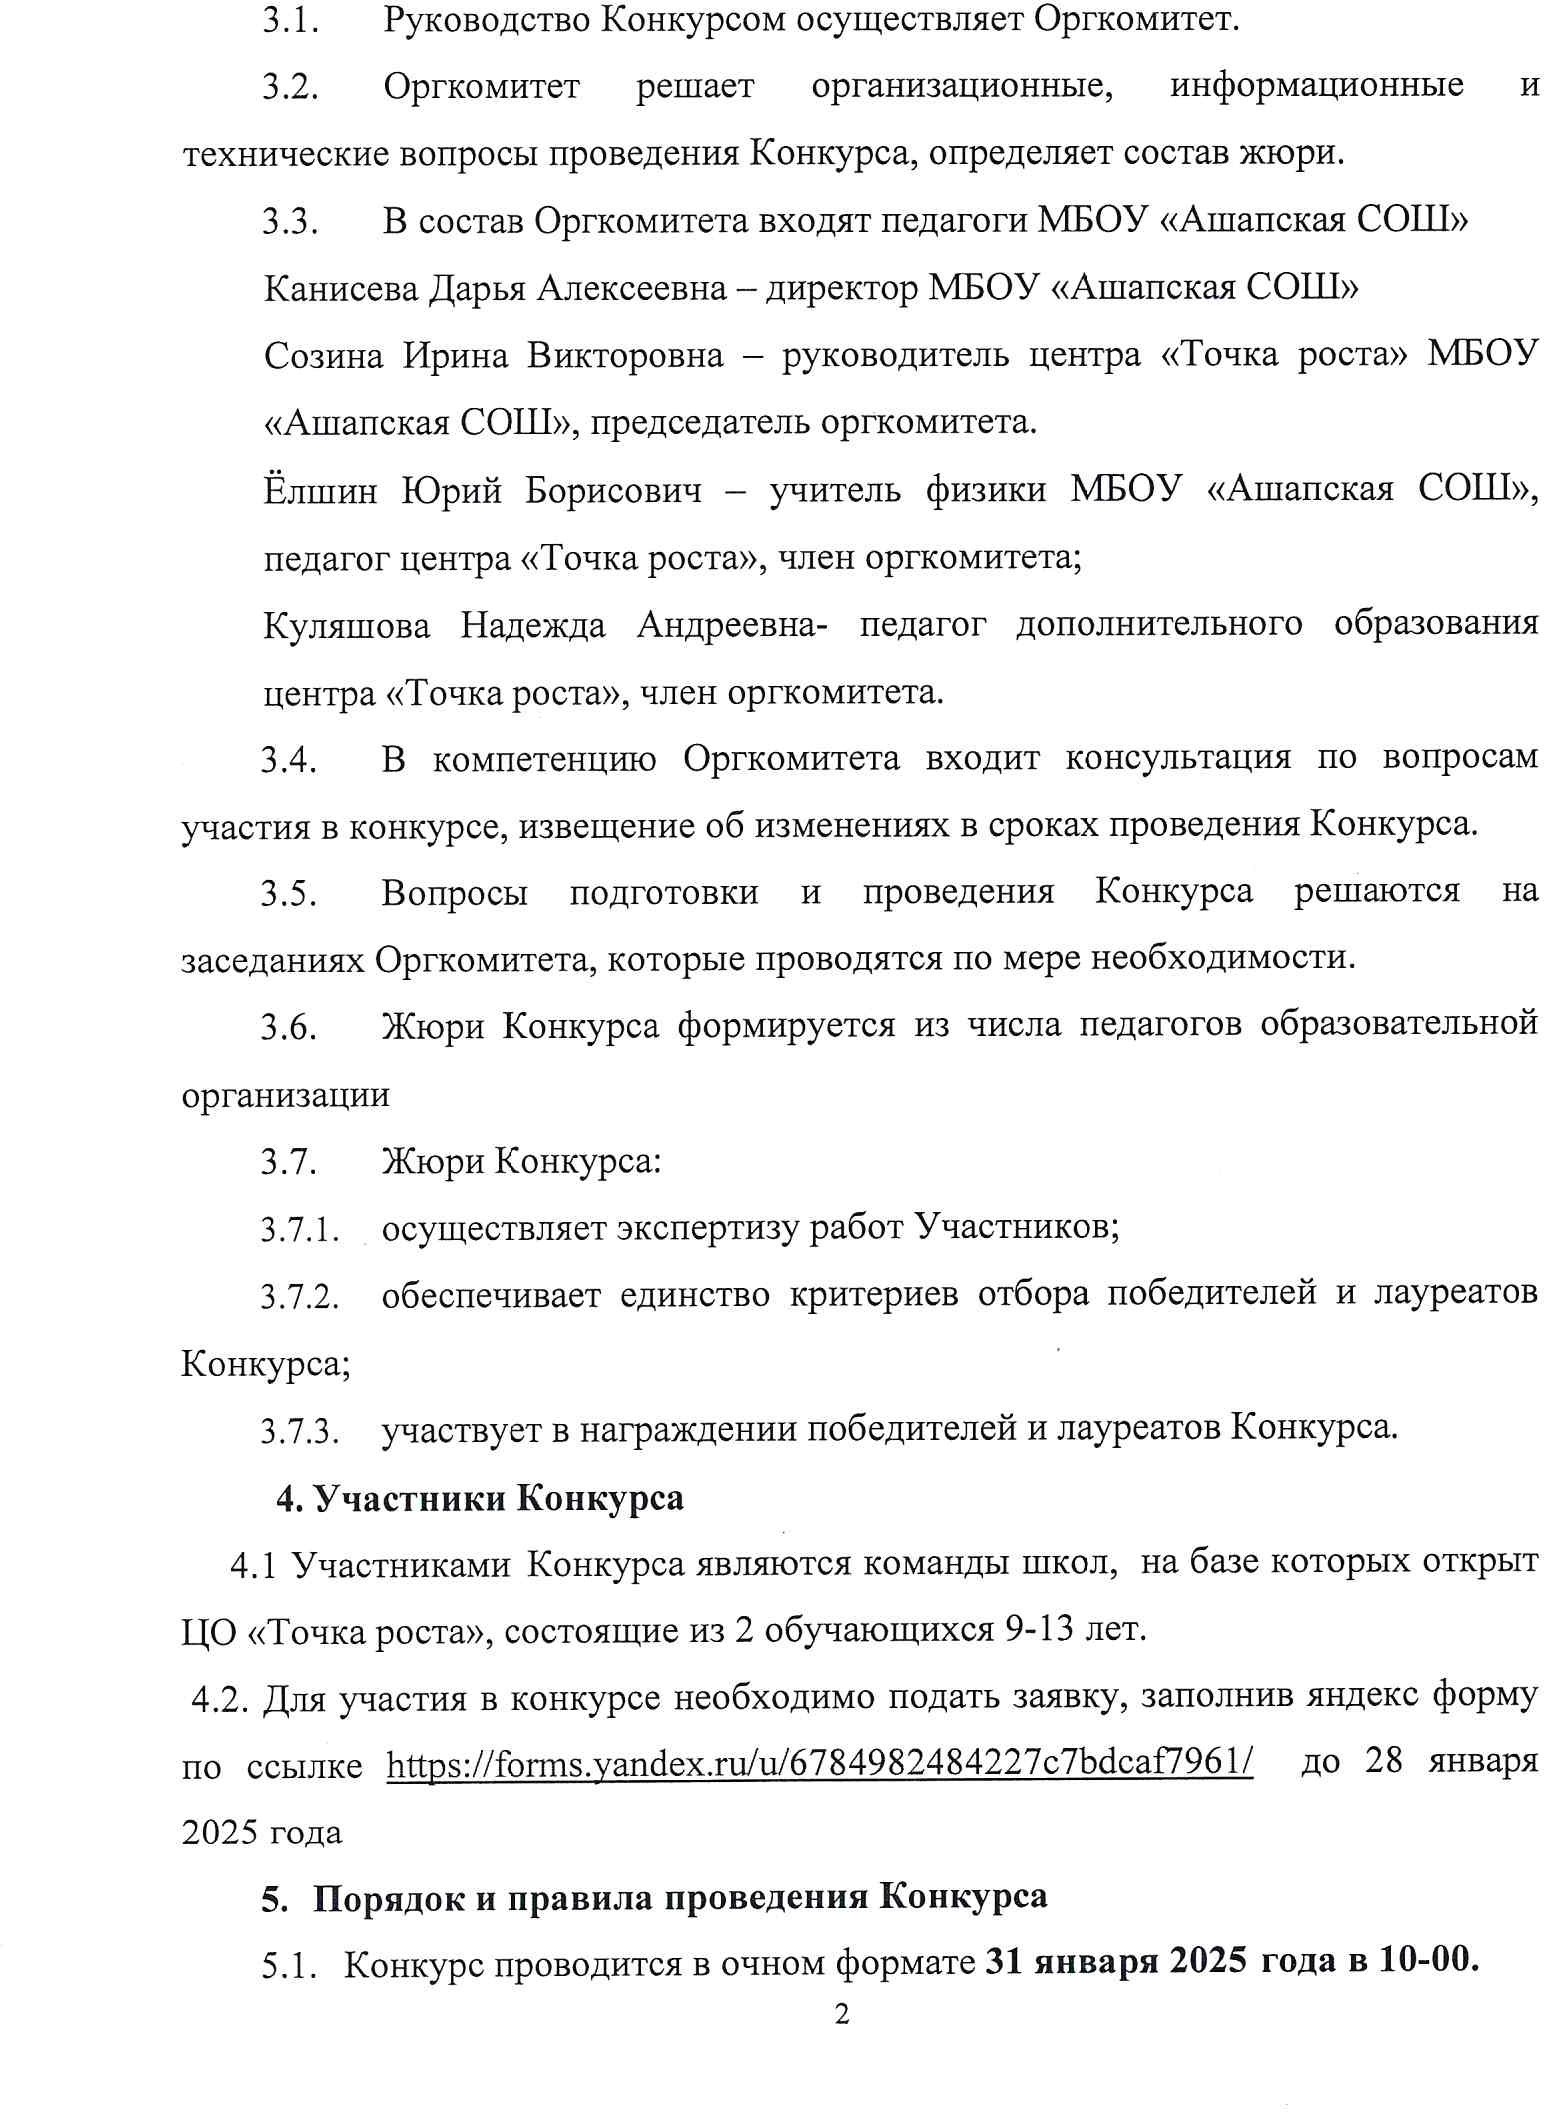 3.1. Руководство Конкурсом осуществляет Оргкомитет.
3.2. Оргкомитет решает организационные, информационные и
технические вопросы проведения Конкурса, определяет состав жюри.
3.3. В состав Оргкомитета входят педагоги МБОУ «Ашапская СОШ»
Канисева Дарья Алексеевна – директор МБОУ «Ашапская СОШ»
Созина Ирина Викторовна – руководитель центра «Точка роста» МБОУ
«Ашапская СОШ», председатель оргкомитета.
Ёлшин Юрий Борисович – учитель физики МБОУ «Ашапская СОШ»,
педагог центра «Точка роста», член оргкомитета;
Куляшова Надежда Андреевна- педагог дополнительного образования
центра «Точка роста», член оргкомитета.
3.4. В компетенцию Оргкомитета входит консультация по вопросам
участия в конкурсе, извещение об изменениях в сроках проведения Конкурса.
3.5. Вопросы подготовки и проведения Конкурса решаются на
заседаниях Оргкомитета, которые проводятся по мере необходимости.
3.6. Жюри Конкурса формируется из числа педагогов образовательной
организации
3.7. Жюри Конкурса:
3.7.1. осуществляет экспертизу работ Участников;
3.7.2. обеспечивает единство критериев отбора победителей и лауреатов
Конкурса;
3.7.3. участвует в награждении победителей и лауреатов Конкурса.
4. Участники Конкурса
4.1 Участниками Конкурса являются команды школ, на базе которых открыт
ЦО «Точка роста», состоящие из 2 обучающихся 9-13 лет.
4.2. Для участия в конкурсе необходимо подать заявку, заполнив яндекс форму
по ссылке https://forms.yandex.ru/u/6784982484227c7bdcaf7961/ до 28 января
2025 года
5. Порядок и правила проведения Конкурса
5.1. Конкурс проводится в очном формате 31 января 2025 года в 10-00.
2